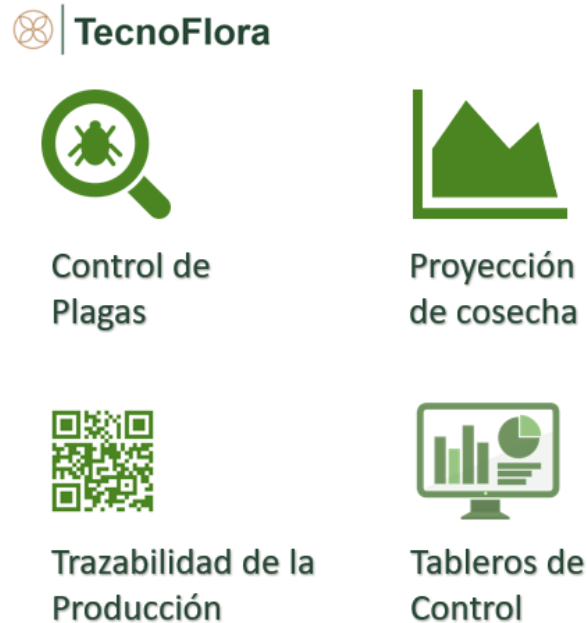 TecnoFlora
Control de
Plagas
Proyección
de cosecha
Trazabilidad de la
Producción
Tableros de
Control